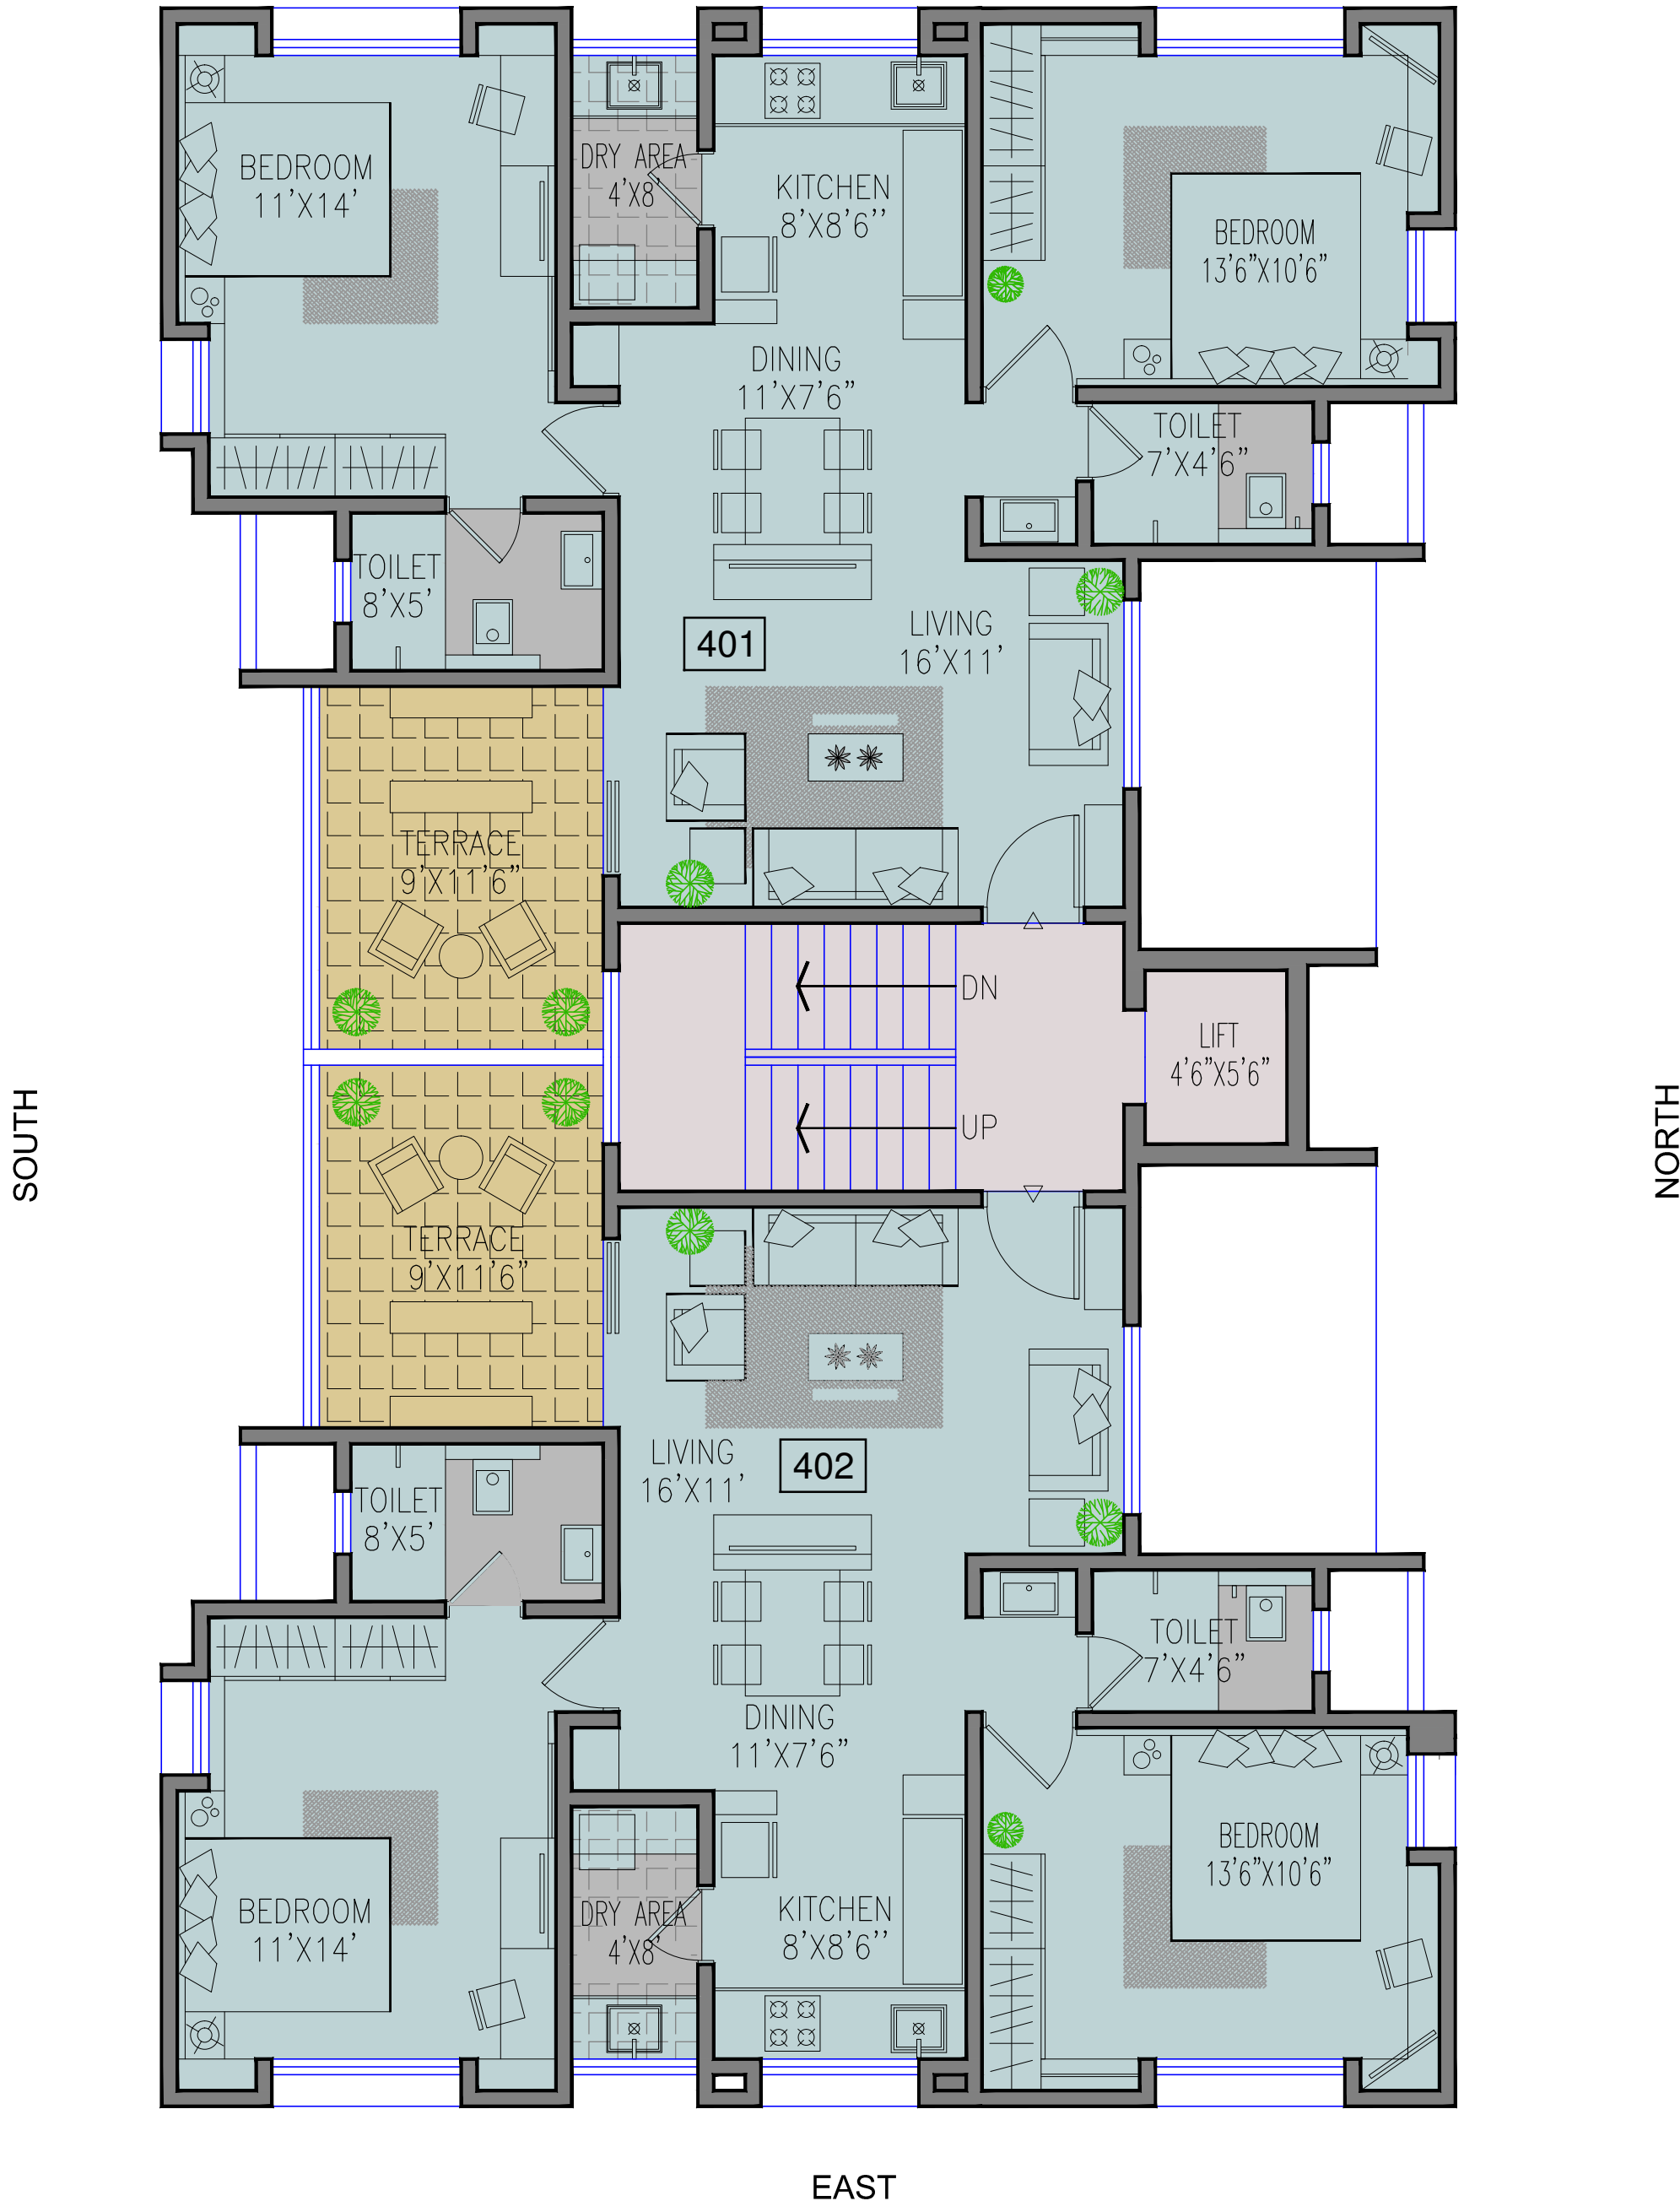 BEDROOM
11'X14'
DRY AREA
4'X8'
KITCHEN
8'X8'6''
BEDROOM
13'6"X10'6"
DINING
11'X7'6"
TOILET
7'X4'6"
TOILET
8'X5'
401
LIVING
16'X11'
TERRACE
9'X11'6"
DN
LIFT
4'6"X5'6"
UP
SOUTH
NORTH
TERRACE
9'X11'6"
LIVING
16'X11'
402
TOILET
8'X5'
TOILET
7'X4'6"
DINING
11'X7'6"
BEDROOM
13'6"X10'6"
BEDROOM
11'X14'
DRY AREA
4'X8'
KITCHEN
8'X8'6''
EAST